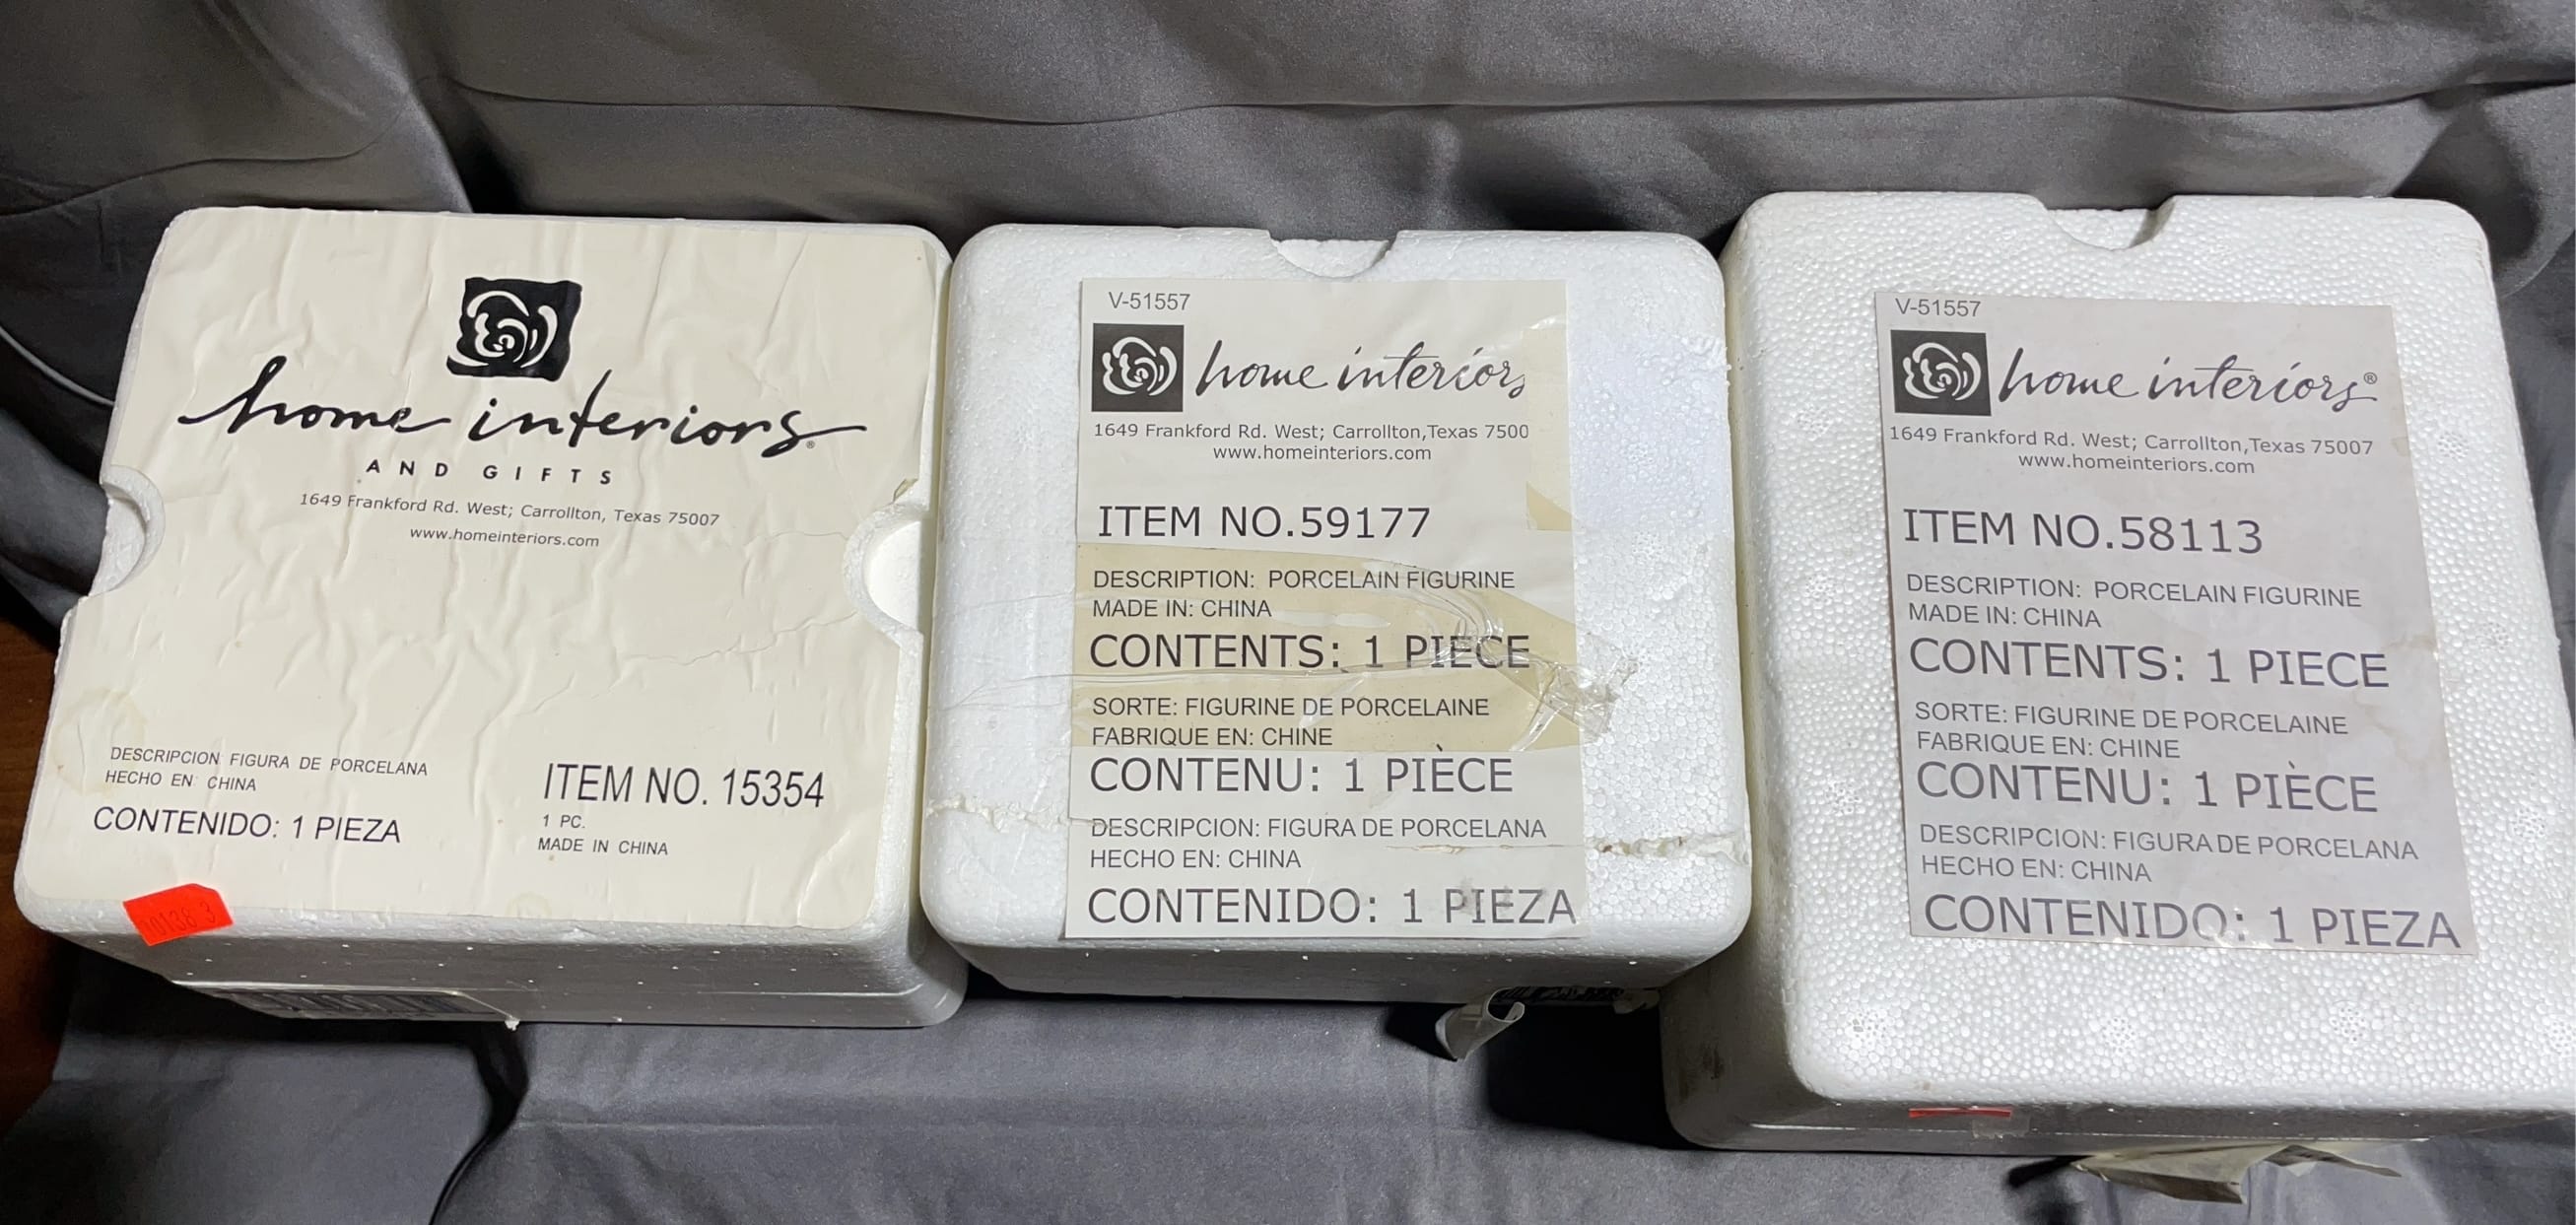 home interiors®
AND GIFTS
1649 Frankford Rd. West; Carrollton, Texas 75007
www.homeinteriors.com
DESCRIPCION FIGURA DE PORCELANA
HECHO EN: CHINA
CONTENIDO: 1 PIEZA
ITEM NO. 15354
1 PC.
MADE IN CHINA
V-51557
home interiors
1649 Frankford Rd. West; Carrollton,Texas 7500
www.homeinteriors.com
ITEM NO.59177
DESCRIPTION: PORCELAIN FIGURINE
MADE IN: CHINA
CONTENTS: 1 PIECE
SORTE: FIGURINE DE PORCELAINE
FABRIQUE EN: CHINE
CONTENU: 1 PIÈCE
DESCRIPCION: FIGURA DE PORCELANA
HECHO EN: CHINA
CONTENIDO: 1 PIEZA
V-51557
home interiors®
1649 Frankford Rd. West; Carrollton,Texas 75007
www.homeinteriors.com
ITEM NO.58113
DESCRIPTION: PORCELAIN FIGURINE
MADE IN: CHINA
CONTENTS: 1 PIECE
SORTE: FIGURINE DE PORCELAINE
FABRIQUE EN: CHINE
CONTENU: 1 PIÈCE
DESCRIPCION: FIGURA DE PORCELANA
HECHO EN: CHINA
CONTENIDO: 1 PIEZA